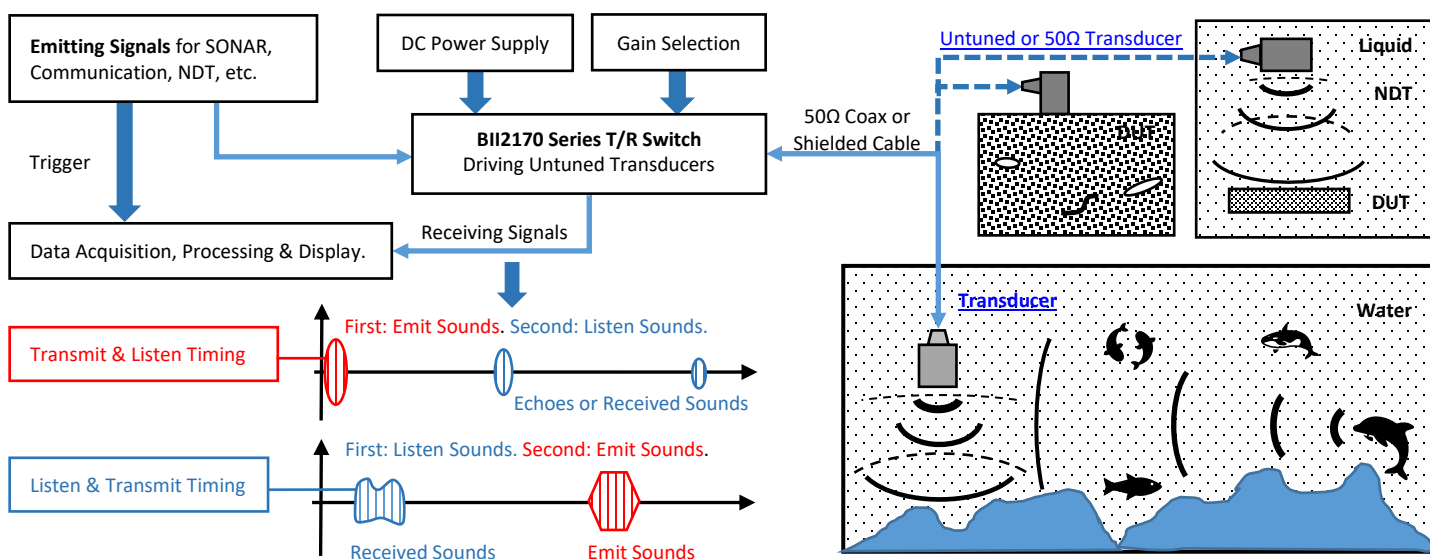 Emitting Signals for SONAR,
Communication, NDT, etc.
DC Power Supply
Gain Selection
Untuned or 50Ω Transducer
Liquid
NDT
DUT
Trigger
BII2170 Series T/R Switch
Driving Untuned Transducers
50Ω Coax or
Shielded Cable
DUT
Receiving Signals
Data Acquisition, Processing & Display.
First: Emit Sounds. Second: Listen Sounds.
Transmit & Listen Timing
Echoes or Received Sounds
First: Listen Sounds. Second: Emit Sounds.
Listen & Transmit Timing
Received Sounds
Emit Sounds
Transducer
Water